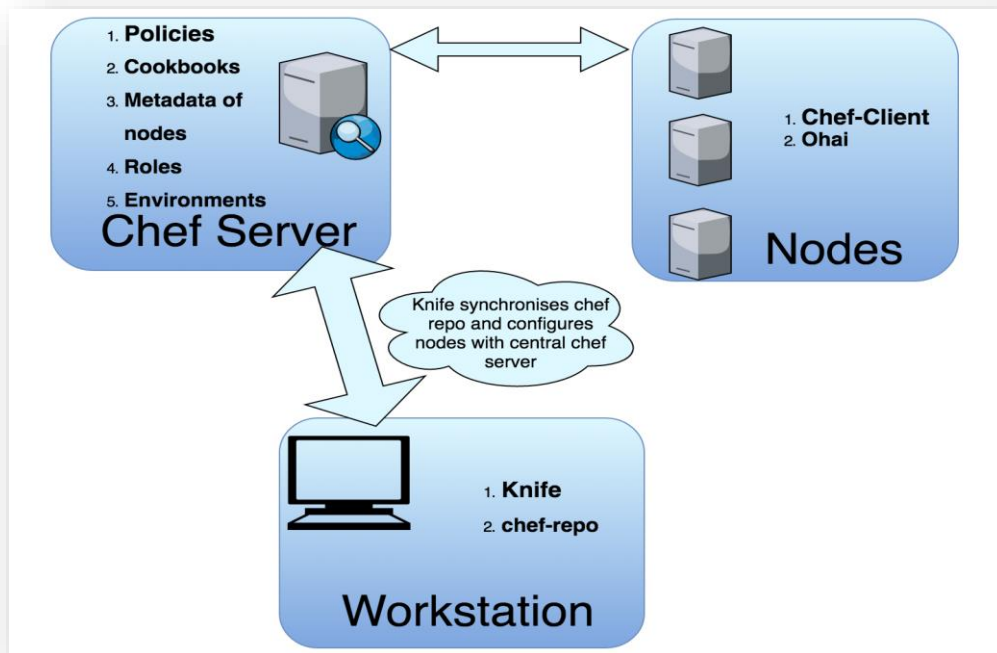 1. Policies
2. Cookbooks
3. Metadata of
nodes
4. Roles
5. Environments
Chef Server
1. Chef-Client
2. Ohai
Nodes
Knife synchronises chef
repo and configures
nodes with central chef
server
1. Knife
2. chef-repo
Workstation